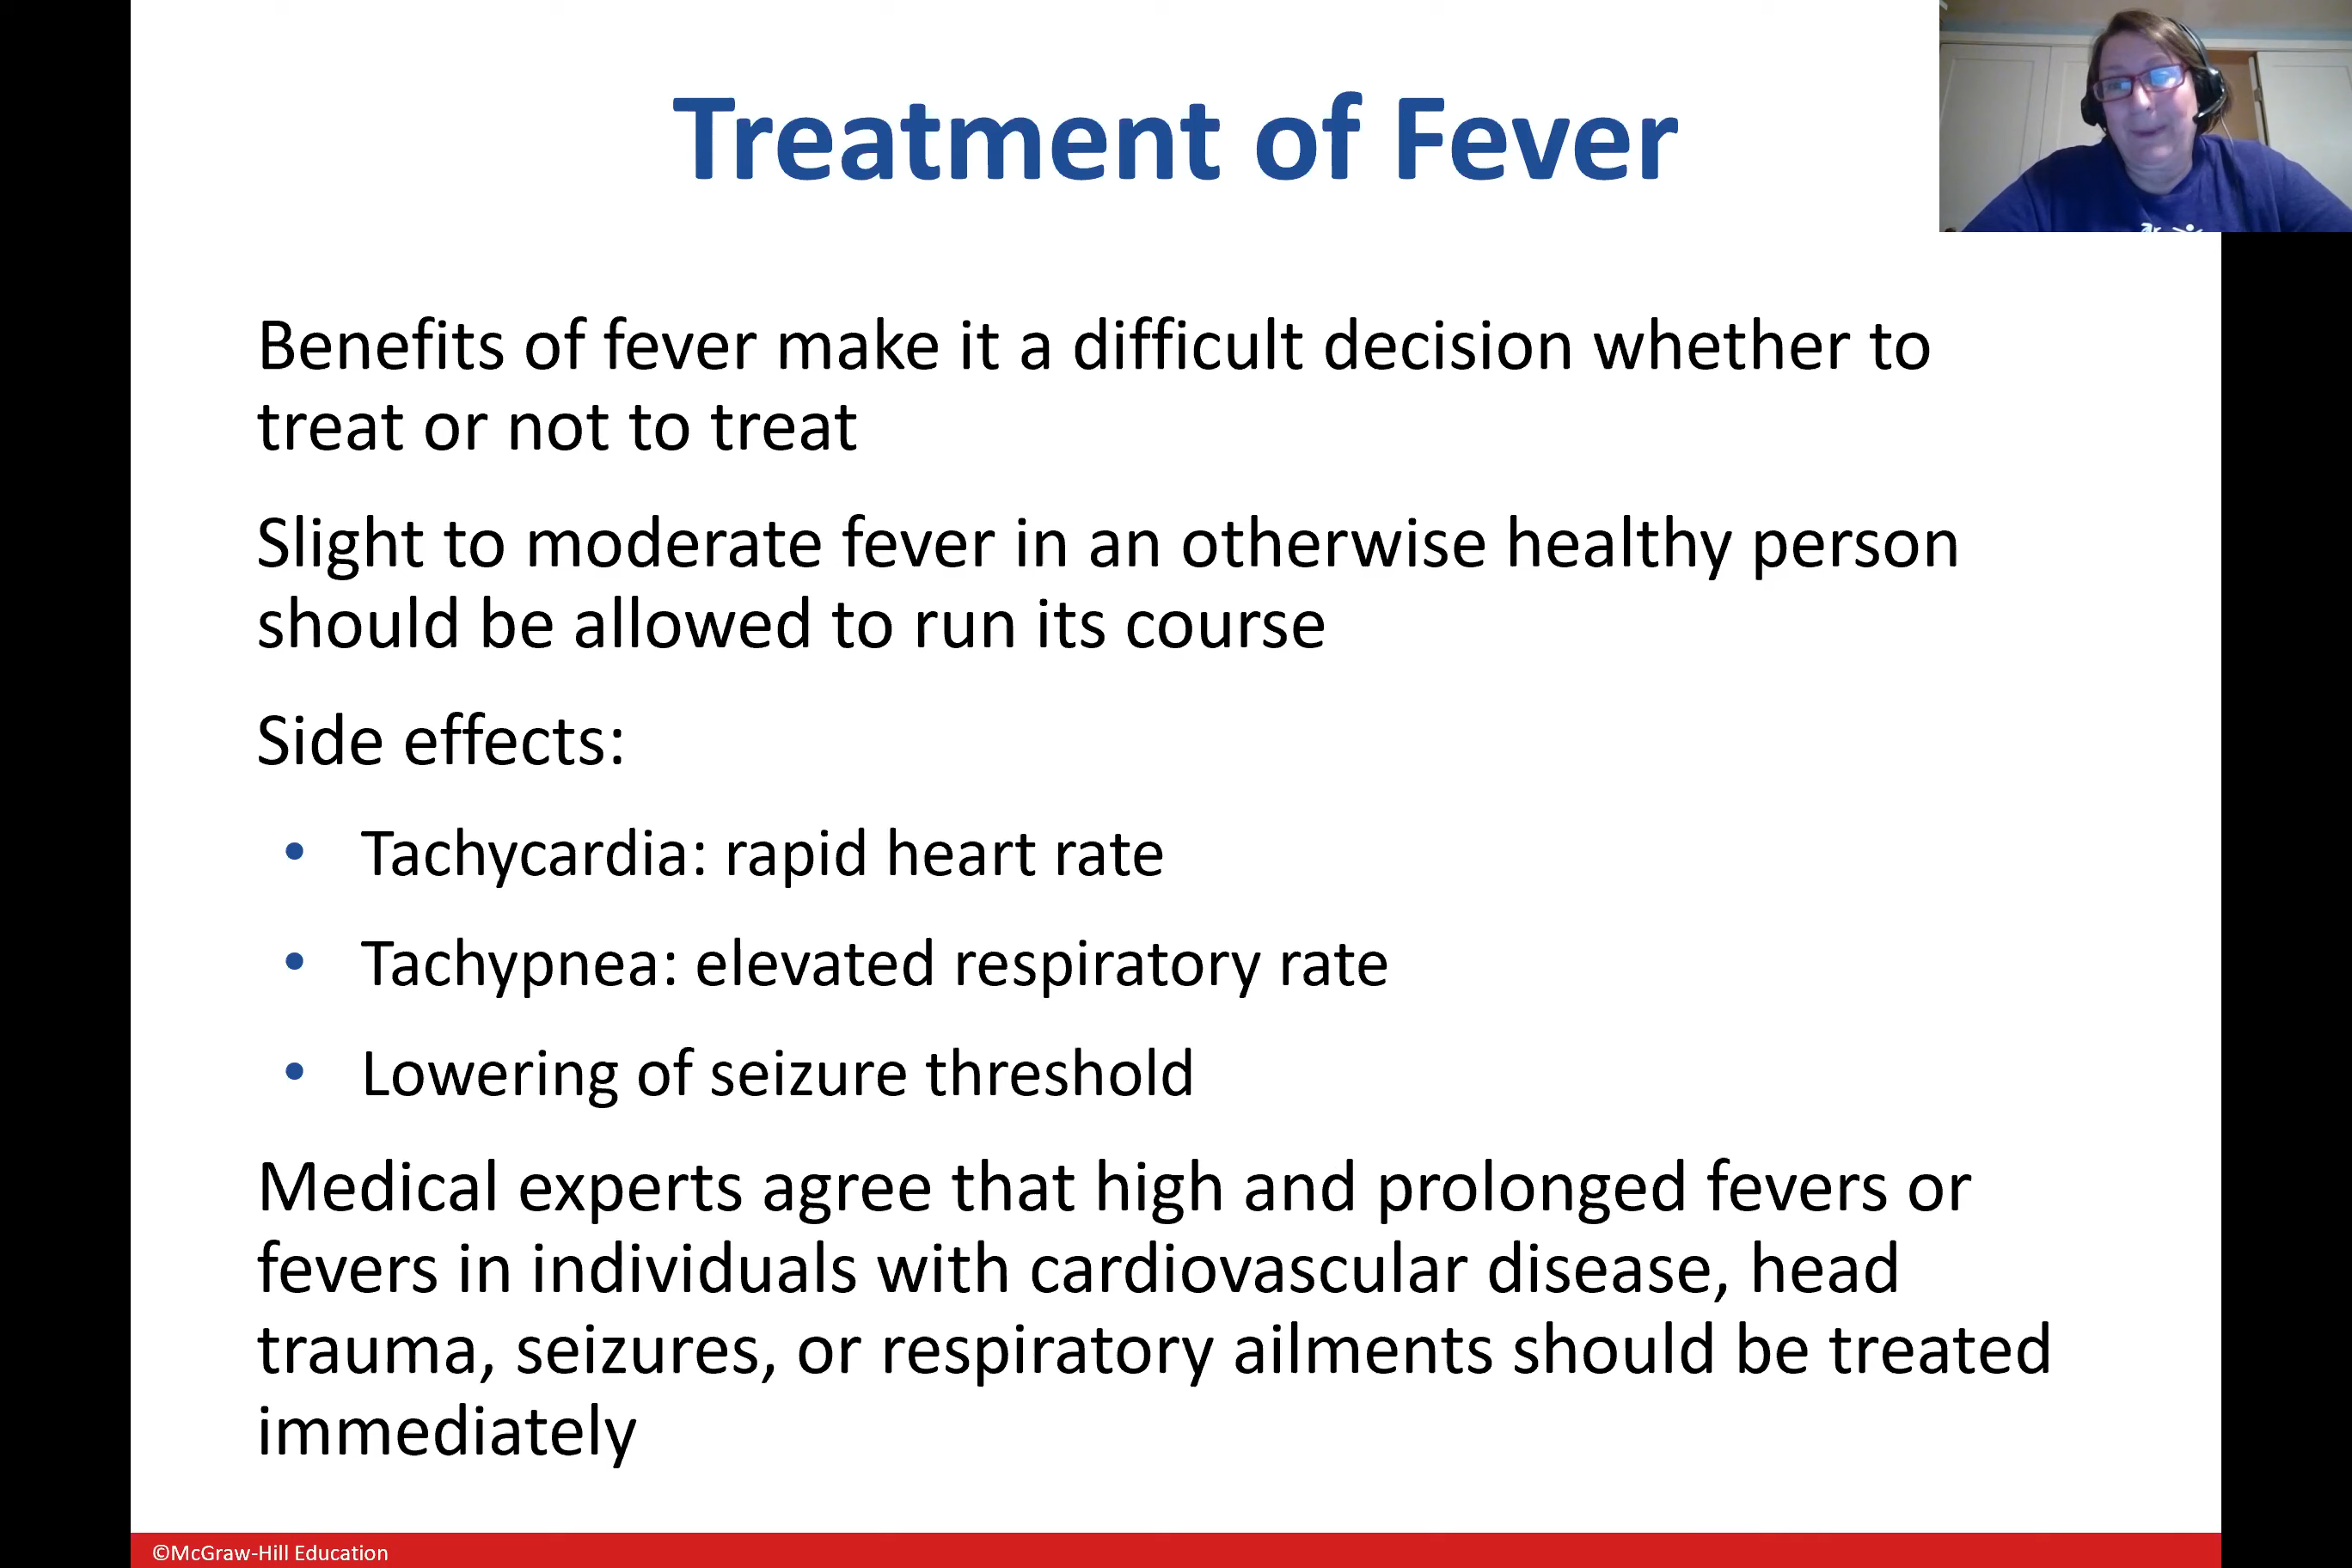 Treatment of Fever
Benefits of fever make it a difficult decision whether to
treat or not to treat
Slight to moderate fever in an otherwise healthy person
should be allowed to run its course
Side effects:
• Tachycardia: rapid heart rate
• Tachypnea: elevated respiratory rate
• Lowering of seizure threshold
Medical experts agree that high and prolonged fevers or
fevers in individuals with cardiovascular disease, head
trauma, seizures, or respiratory ailments should be treated
immediately
©McGraw-Hill Education